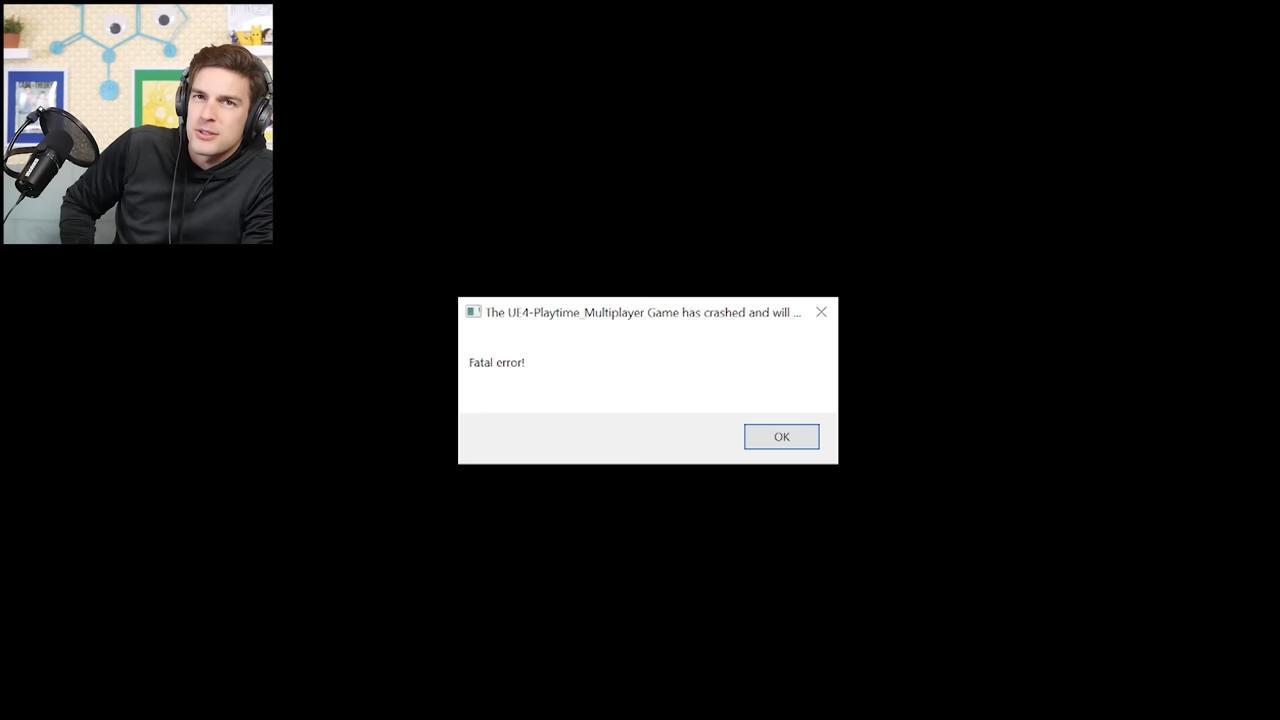 The UE4-Playtime_Multiplayer Game has crashed and will ...
Fatal error!
OK